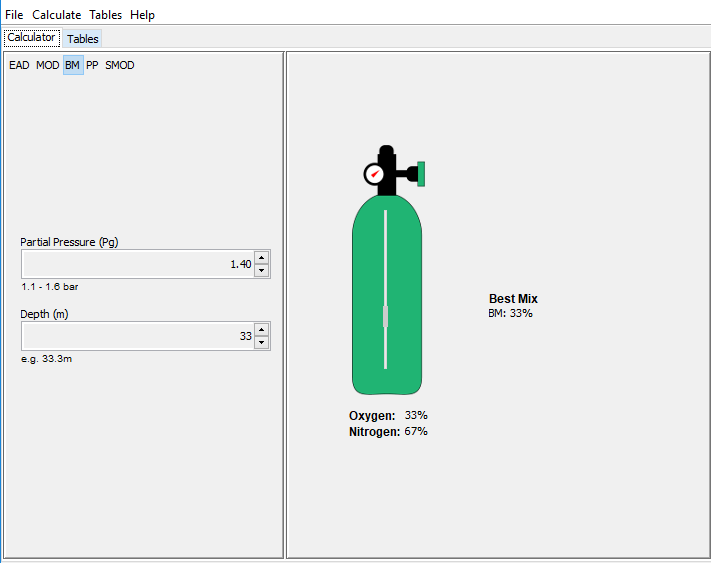 File Calculate Tables Help
Calculator Tables
EAD MOD BM PP SMOD
Partial Pressure (Pg)
1.40
1.1 - 1.6 bar
Depth (m)
33
e.g. 33.3m
Best Mix
BM: 33%
Oxygen: 33%
Nitrogen: 67%